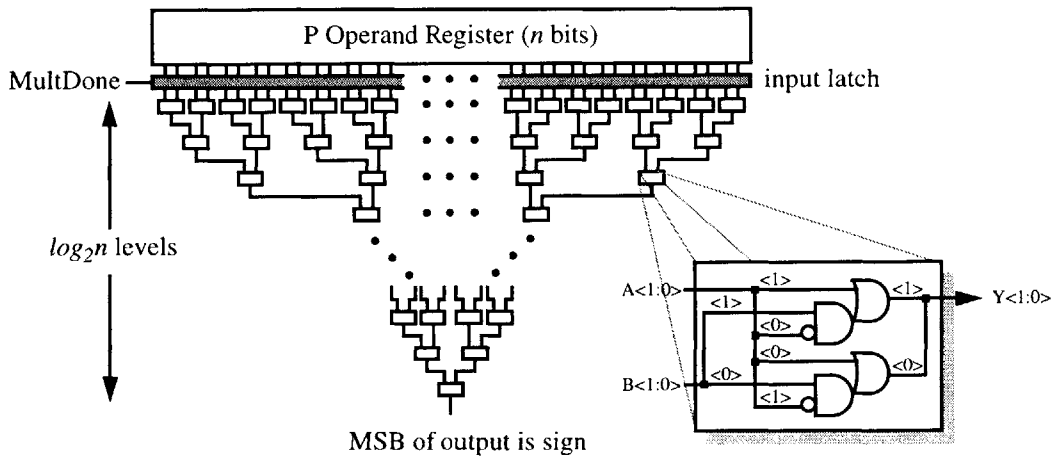 P Operand Register (n bits)
MultDone
input latch
log₂n levels
A<1:0>
<1>
<1>
Y<1:0>
<1>
<0>
<0>
<0>
B<1:0>
<0>
<1>
MSB of output is sign